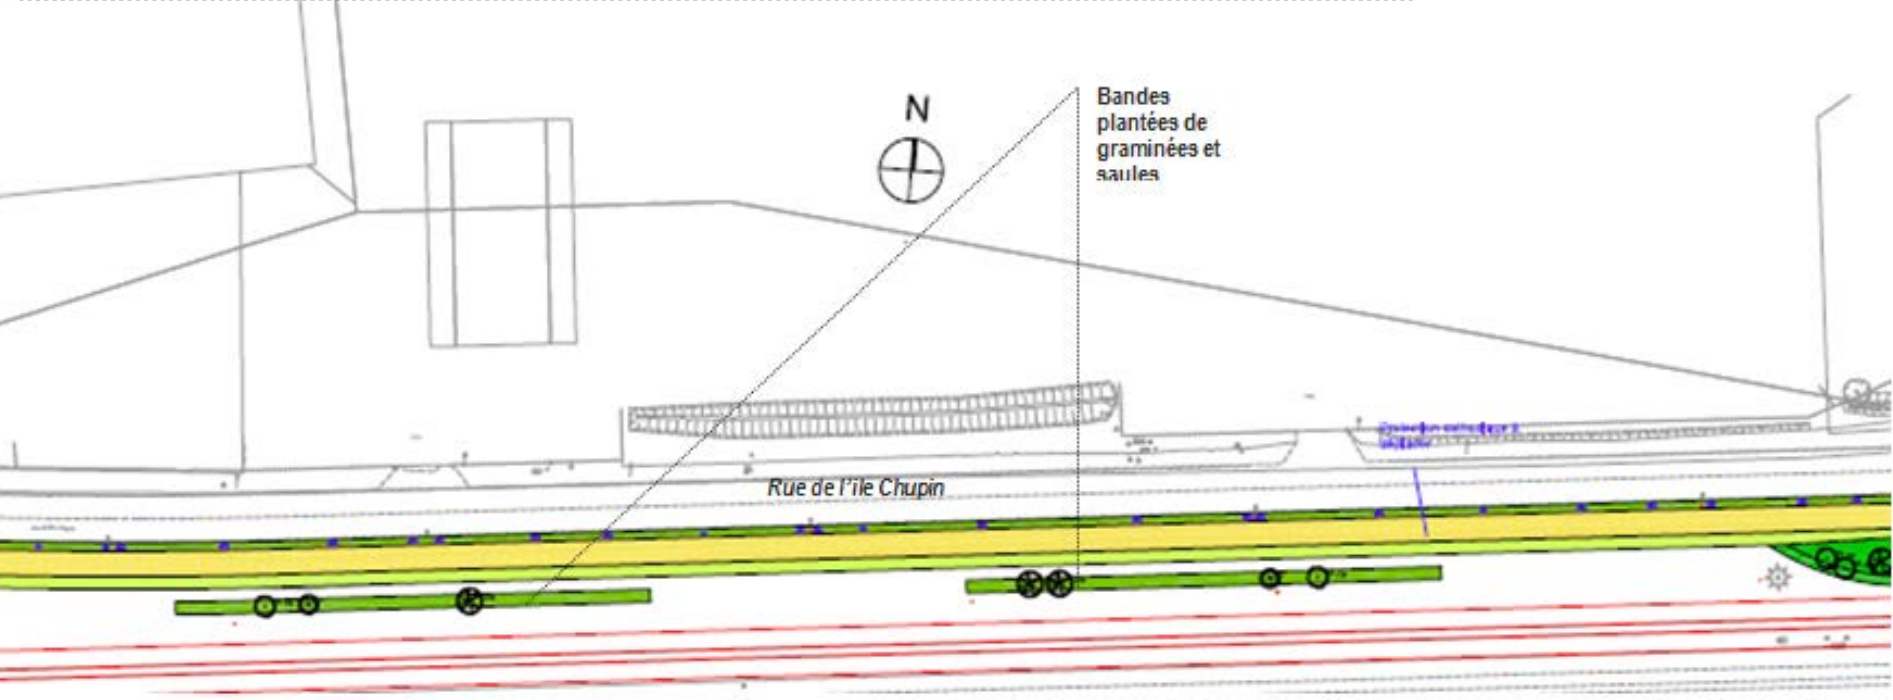 N
Bandes
plantées de
graminées et
saules
Rue de l'île Chupin